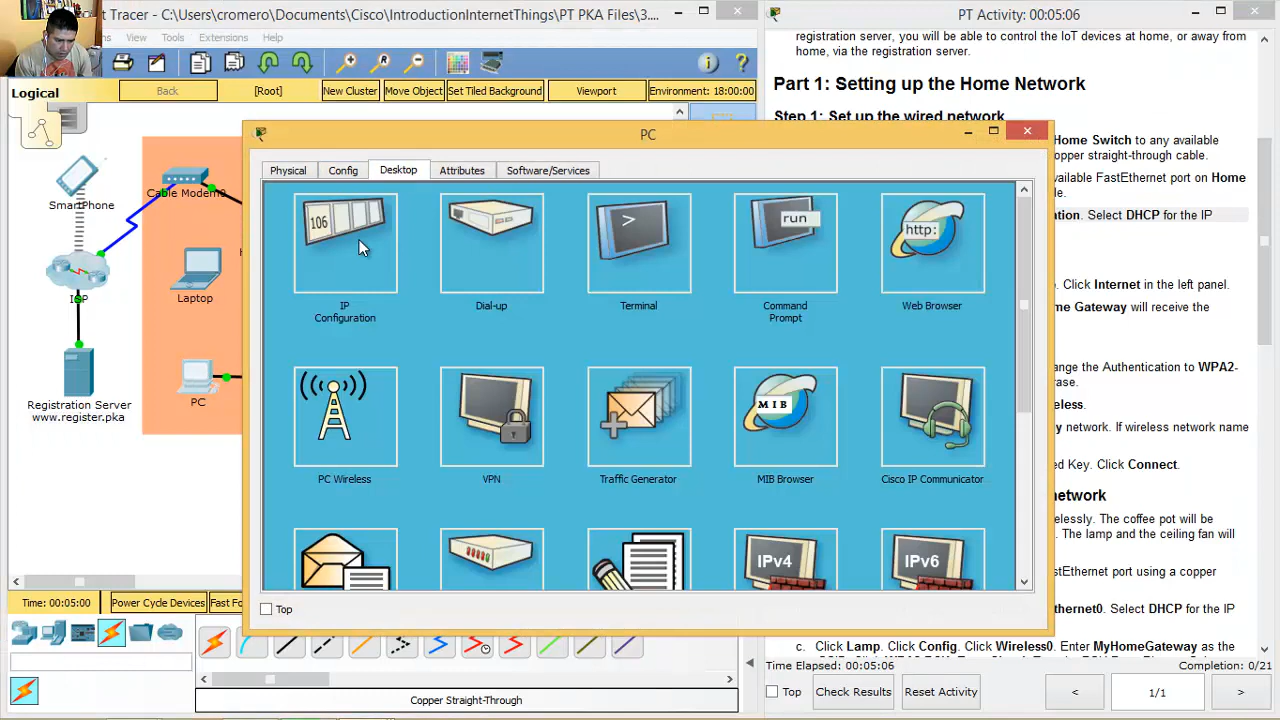 Tracer - C:\Users\cromero\Documents\Cisco\IntroductionInternetThings\PT PKA Files\3....
View Tools Extensions Help
Logical
Back
[Root]
New Cluster
Move Object
Set Tiled Background
Viewport
Environment: 18:00:00
SmartPhone
Cable Modem0
Laptop
PC
Registration Server
www.register.pka
PC
Physical
Config
Desktop
Attributes
Software/Services
106
>
run
http:
IP
Configuration
Dial-up
Terminal
Command
Prompt
Web Browser
MIB
PC Wireless
VPN
Traffic Generator
MIB Browser
Cisco IP Communicator
IPv4
IPv6
Top
Time: 05:00:00
Power Cycle Devices
Fast Fo
Copper Straight-Through
PT Activity: 00:05:06
registration server, you will be able to control the IoT devices at home, or away from
home, via the registration server.
Part 1: Setting up the Home Network
Step 1: Set up the wired network
Home Switch to any available
opper straight-through cable.
vailable FastEthernet port on Home
le.
ation. Select DHCP for the IP
. Click Internet in the left panel.
me Gateway will receive the
ange the Authentication to WPA2-
rase.
eless.
y network. If wireless network name
ed Key. Click Connect.
network
elessly. The coffee pot will be
d. The lamp and the ceiling fan will
stEthernet port using a copper
hernet0. Select DHCP for the IP
c. Click Lamp. Click Config. Click Wireless0. Enter MyHomeGateway as the
Time Elapsed: 00:05:06
Completion: 0/21
Top
Check Results
Reset Activity
<
1/1
>